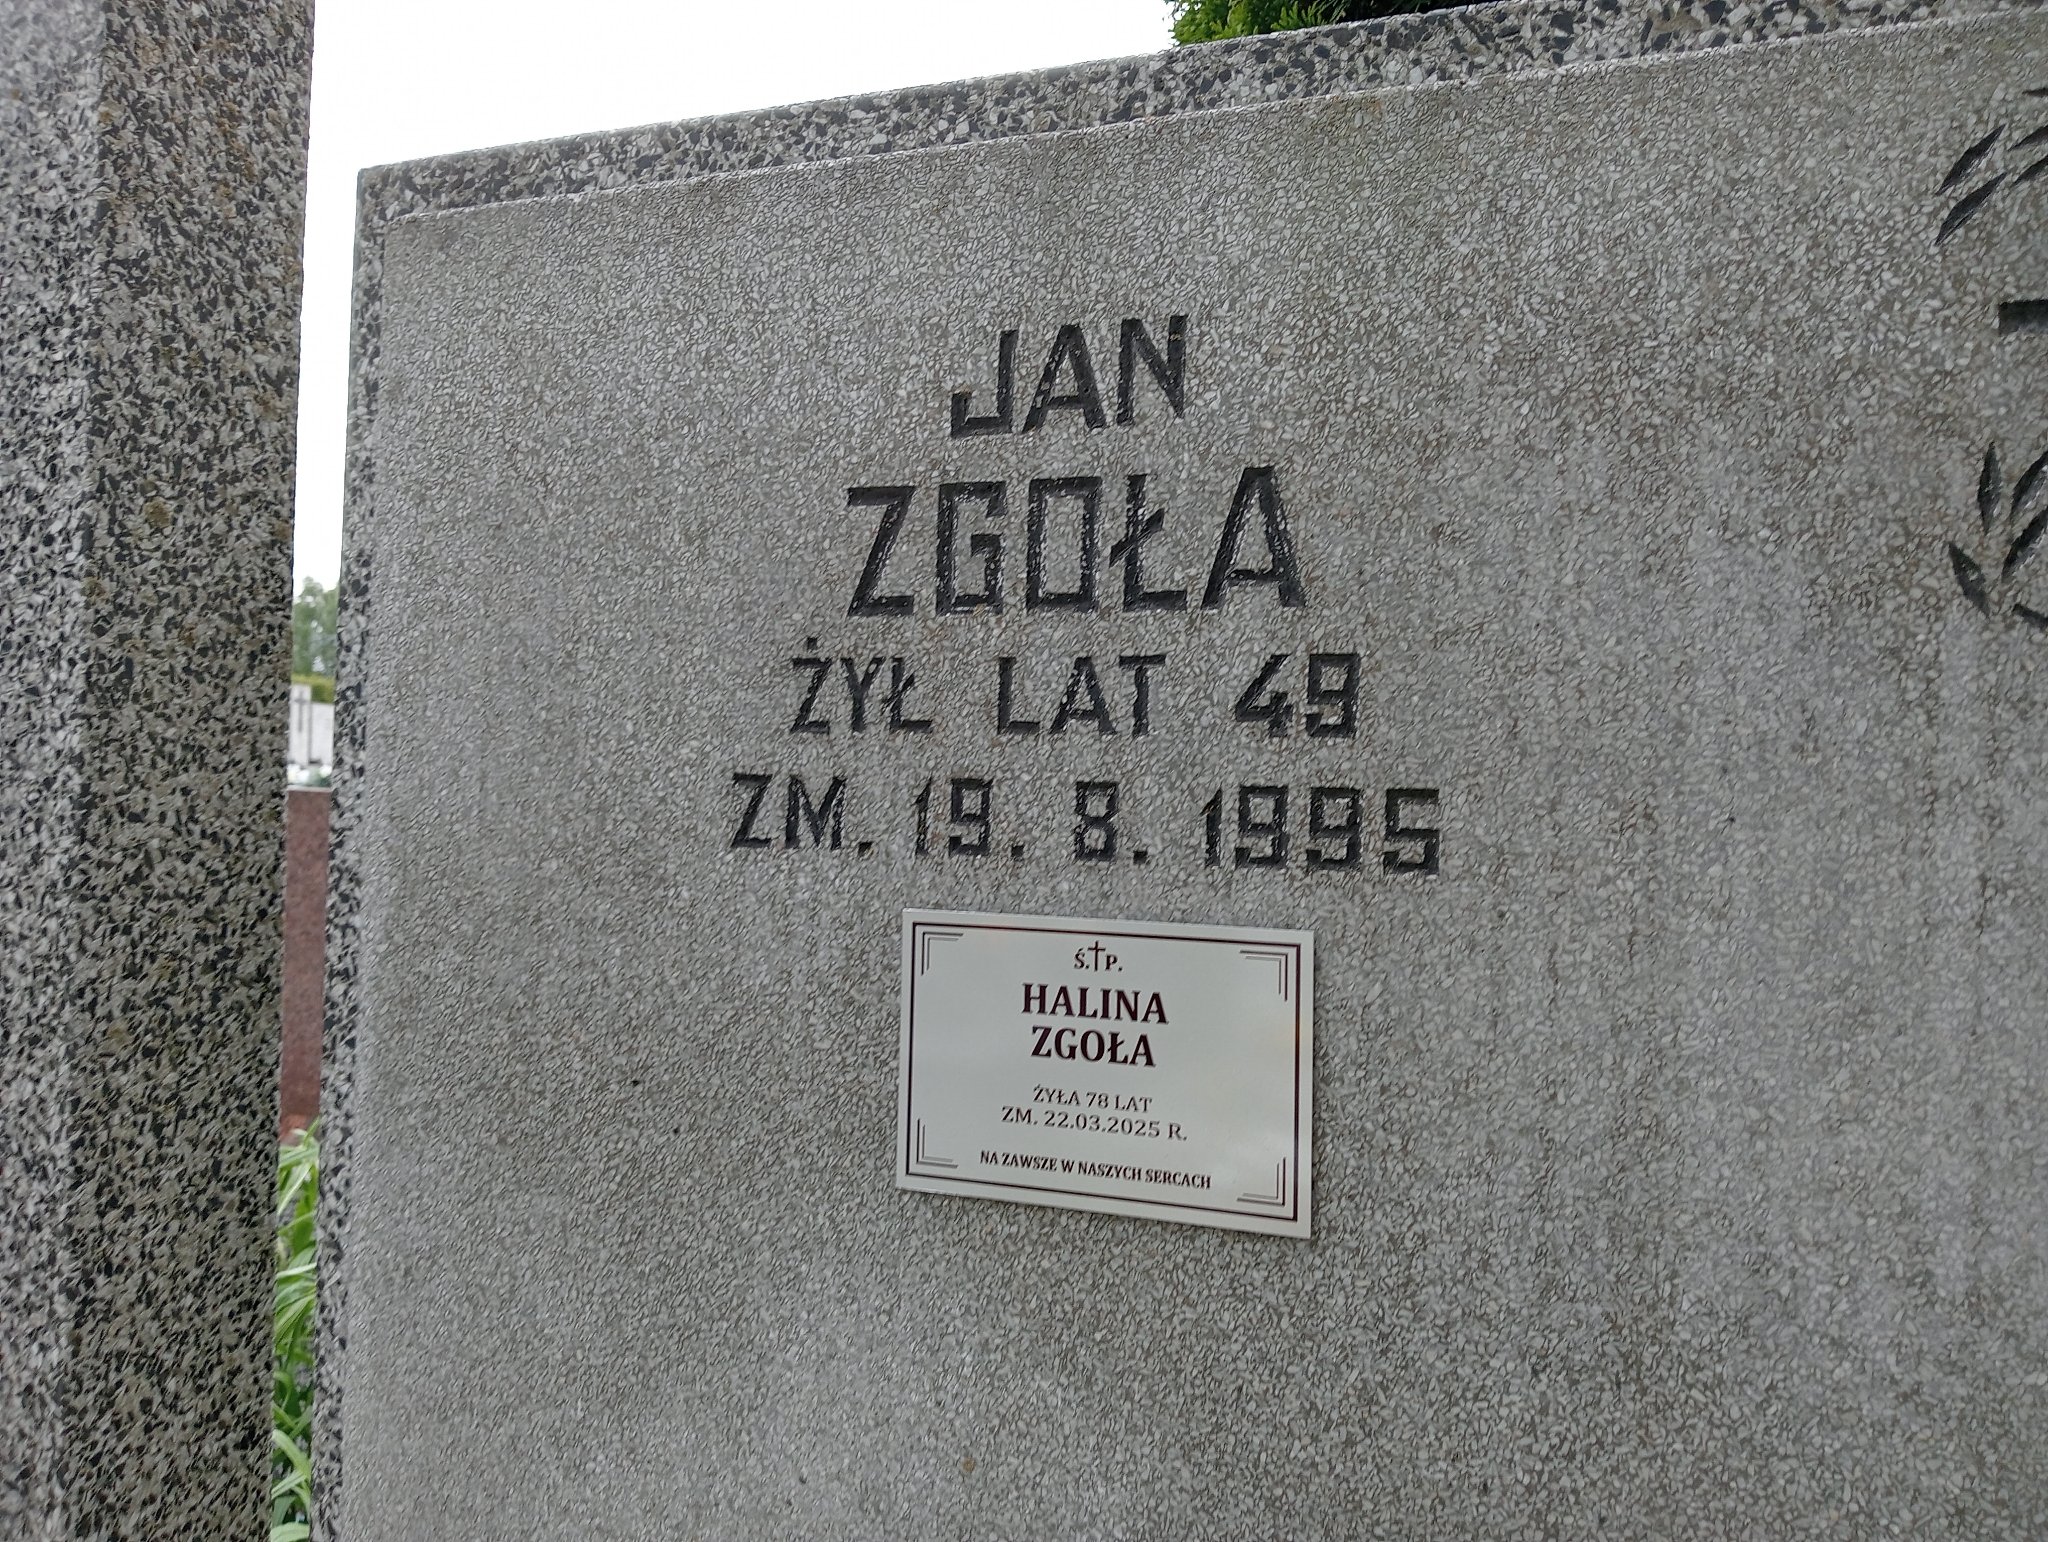 JAN
ZGOŁA
ŻYŁ LAT 49
ZM. 19. 8. 1995
Ś.†P.
HALINA
ZGOŁA
ŻYŁA 78 LAT
ZM. 22.03.2025 R.
NA ZAWSZE W NASZYCH SERCACH